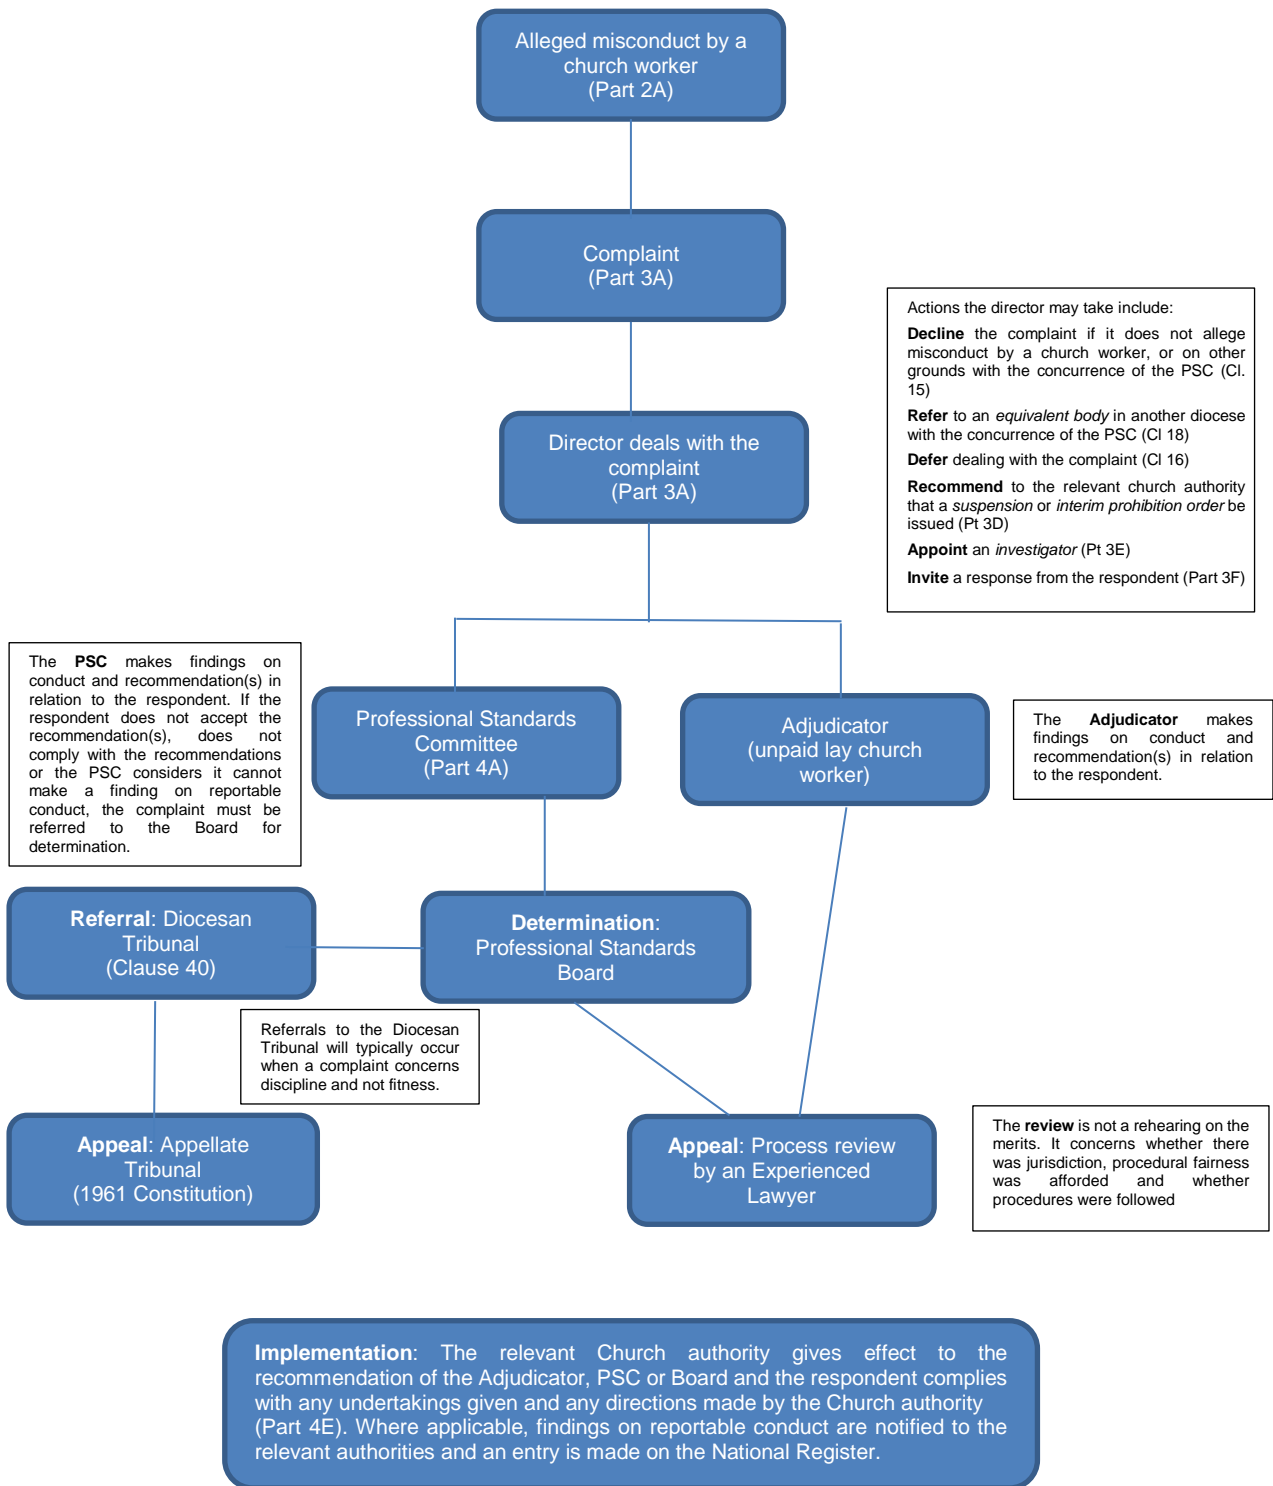 Alleged misconduct by a
church worker
(Part 2A)
Complaint
(Part 3A)
Actions the director may take include:
Decline the complaint if it does not allege
misconduct by a church worker, or on other
grounds with the concurrence of the PSC (Cl.
15)
Refer to an equivalent body in another diocese
with the concurrence of the PSC (Cl 18)
Defer dealing with the complaint (Cl 16)
Recommend to the relevant church authority
that a suspension or interim prohibition order be
issued (Pt 3D)
Appoint an investigator (Pt 3E)
Invite a response from the respondent (Part 3F)
Director deals with the
complaint
(Part 3A)
The PSC makes findings on
conduct and recommendation(s) in
relation to the respondent. If the
respondent does not accept the
recommendation(s), does not
comply with the recommendations
or the PSC considers it cannot
make a finding on reportable
conduct, the complaint must be
referred to the Board for
determination.
Professional Standards
Committee
(Part 4A)
Adjudicator
(unpaid lay church
worker)
The Adjudicator makes
findings on conduct and
recommendation(s) in relation
to the respondent.
Referral: Diocesan
Tribunal
(Clause 40)
Determination:
Professional Standards
Board
Referrals to the Diocesan
Tribunal will typically occur
when a complaint concerns
discipline and not fitness.
Appeal: Appellate
Tribunal
(1961 Constitution)
Appeal: Process review
by an Experienced
Lawyer
The review is not a rehearing on the
merits. It concerns whether there
was jurisdiction, procedural fairness
was afforded and whether
procedures were followed
Implementation: The relevant Church authority gives effect to the
recommendation of the Adjudicator, PSC or Board and the respondent complies
with any undertakings given and any directions made by the Church authority
(Part 4E). Where applicable, findings on reportable conduct are notified to the
relevant authorities and an entry is made on the National Register.